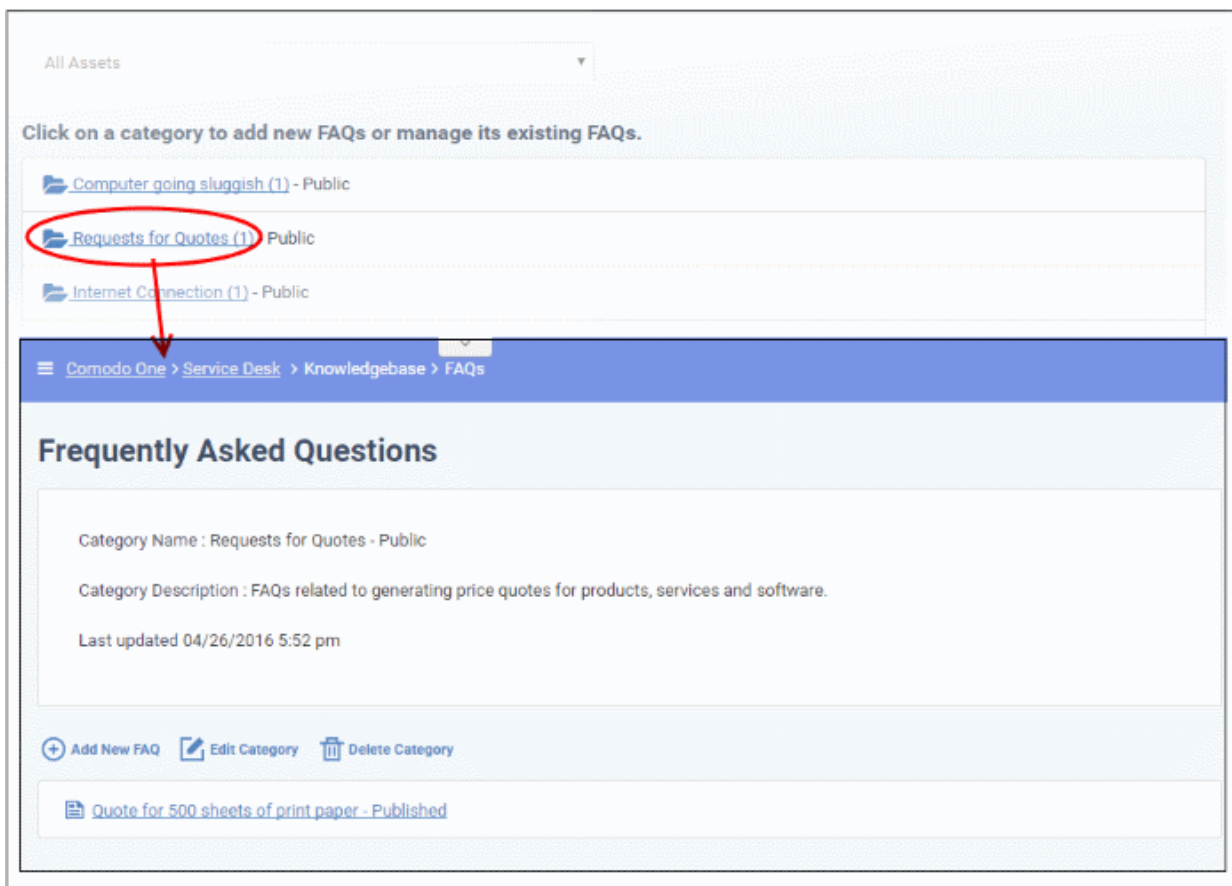 All Assets
Click on a category to add new FAQs or manage its existing FAQs.
Computer going sluggish (1) - Public
Requests for Quotes (1) - Public
Internet Connection (1) - Public
Comodo One > Service Desk > Knowledgebase > FAQs
Frequently Asked Questions
Category Name : Requests for Quotes - Public
Category Description : FAQs related to generating price quotes for products, services and software.
Last updated 04/26/2016 5:52 pm
Add New FAQ Edit Category Delete Category
Quote for 500 sheets of print paper - Published